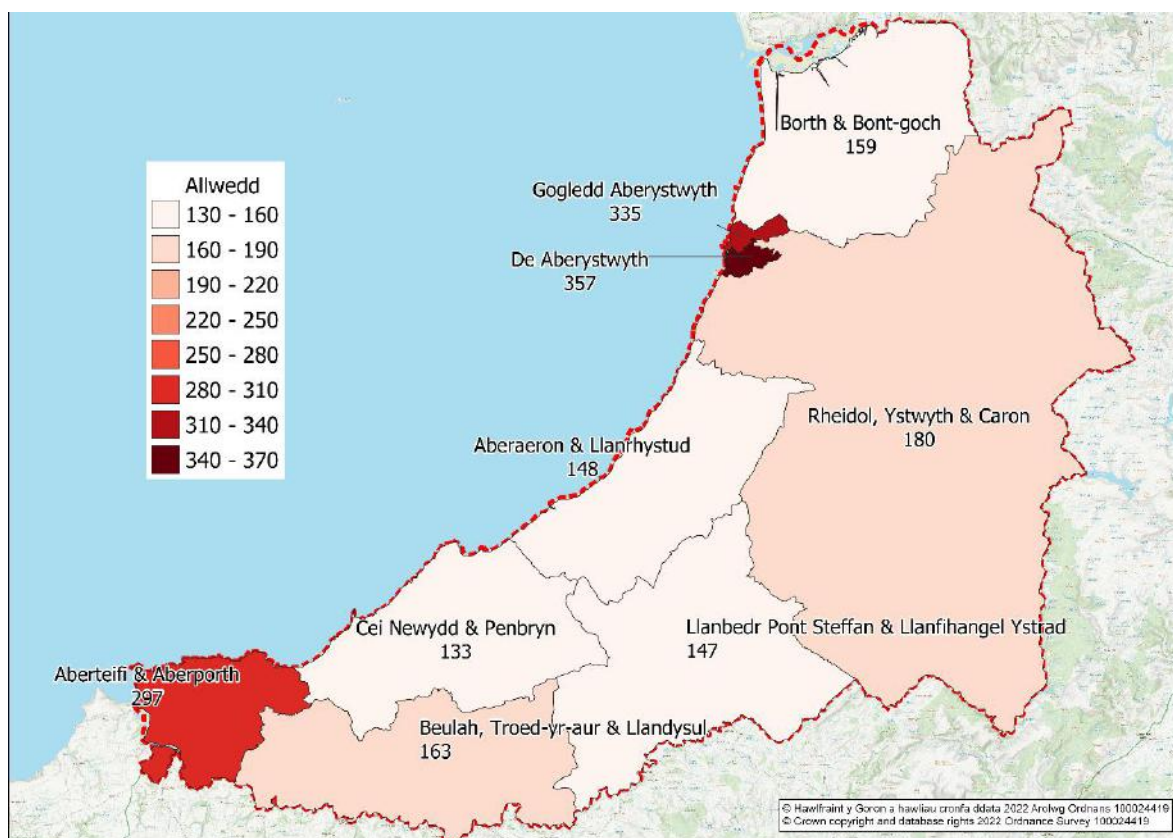 Borth & Bont-goch
159
Gogledd Aberystwyth
335
De Aberystwyth
357
Allwedd
130 - 160
160 - 190
190 - 220
220 - 250
250 - 280
280 - 310
310 - 340
340 - 370
Rheidol, Ystwyth & Caron
180
Aberaeron & Llanrhystud
148
Cei Newydd & Penbryn
133
Llanbedr Pont Steffan & Llanfihangel Ystrad
147
Aberteifi & Aberporth
297
Beulah, Troed-yr-aur & Llandysul
163
© Hawlfraint y Goron a hawliau cronfa ddata 2022 Arolwg Ordnans 100024419
© Crown copyright and database rights 2022 Ordnance Survey 100024419